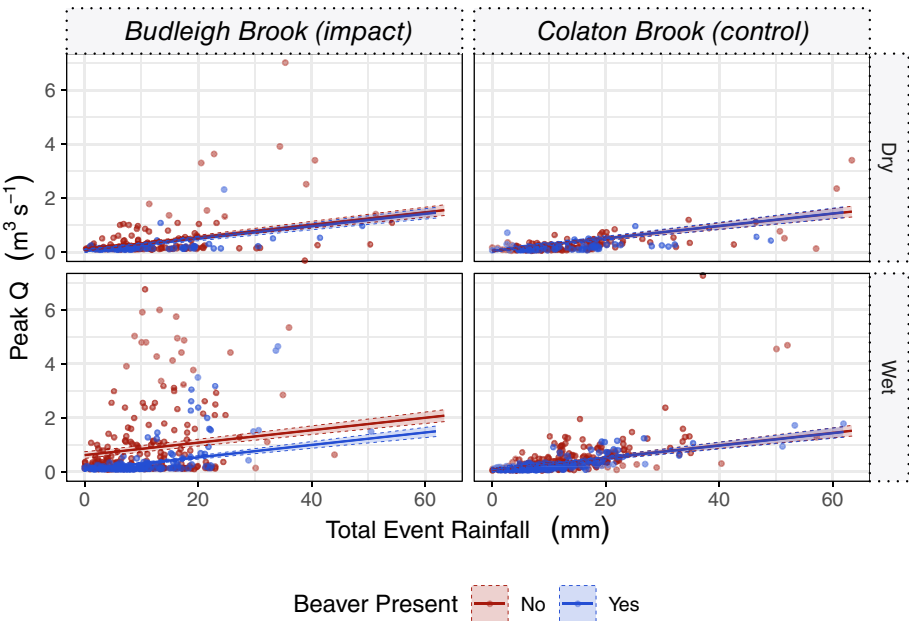 Budleigh Brook (impact) Colaton Brook (control)
6
4
2
0
Dry
Peak Q (m³ s⁻¹)
6
4
2
0
Wet
0 20 40 60 0 20 40 60
Total Event Rainfall (mm)
Beaver Present No Yes